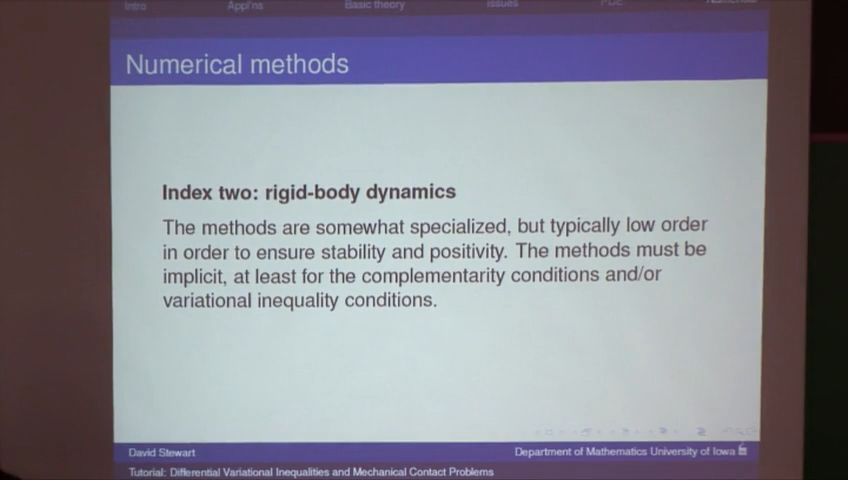 Intro Appl'ns Basic theory Issues PDE Numerical
Numerical methods
Index two: rigid-body dynamics
The methods are somewhat specialized, but typically low order
in order to ensure stability and positivity. The methods must be
implicit, at least for the complementarity conditions and/or
variational inequality conditions.
David Stewart Department of Mathematics University of Iowa
Tutorial: Differential Variational Inequalities and Mechanical Contact Problems